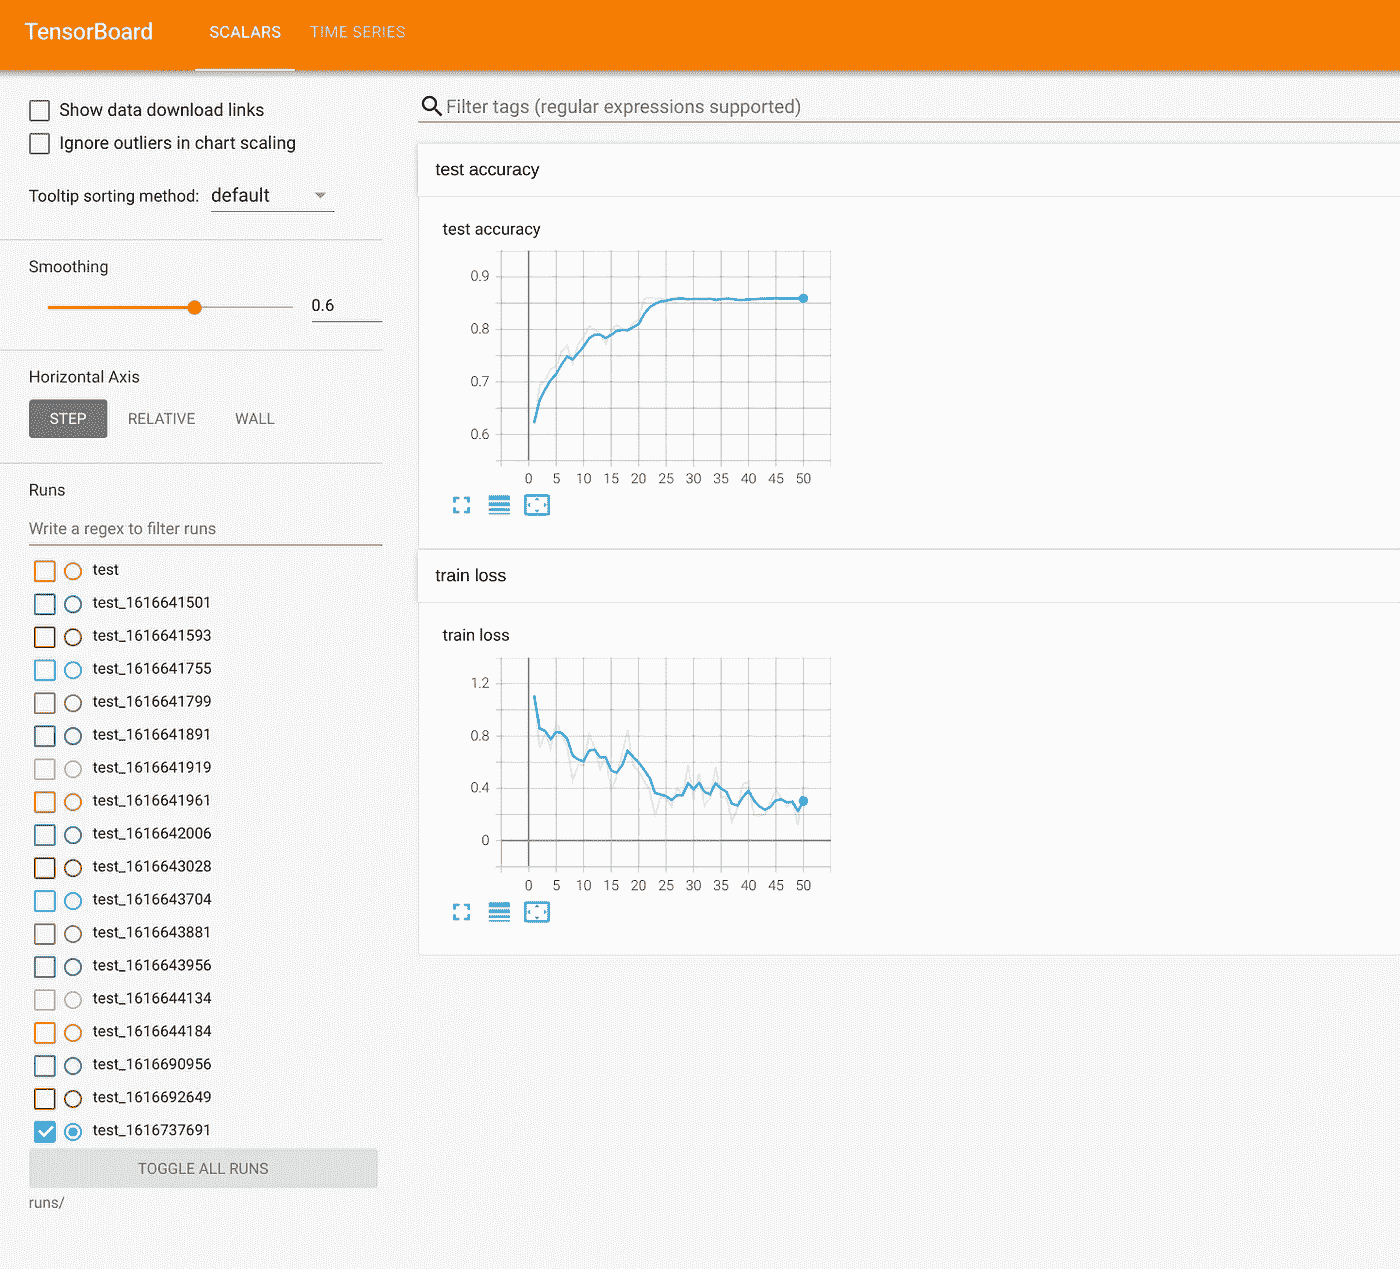 TensorBoard SCALARS TIME SERIES
Show data download links
Ignore outliers in chart scaling
Tooltip sorting method: default
Smoothing
0.6
Horizontal Axis
STEP RELATIVE WALL
Runs
Write a regex to filter runs
test
test_1616641501
test_1616641593
test_1616641755
test_1616641799
test_1616641891
test_1616641919
test_1616641961
test_1616642006
test_1616643028
test_1616643704
test_1616643881
test_1616643956
test_1616644134
test_1616644184
test_1616690956
test_1616692649
test_1616737691
TOGGLE ALL RUNS
runs/
Filter tags (regular expressions supported)
test accuracy
test accuracy
0.9
0.8
0.7
0.6
0 5 10 15 20 25 30 35 40 45 50
train loss
train loss
1.2
0.8
0.4
0
0 5 10 15 20 25 30 35 40 45 50